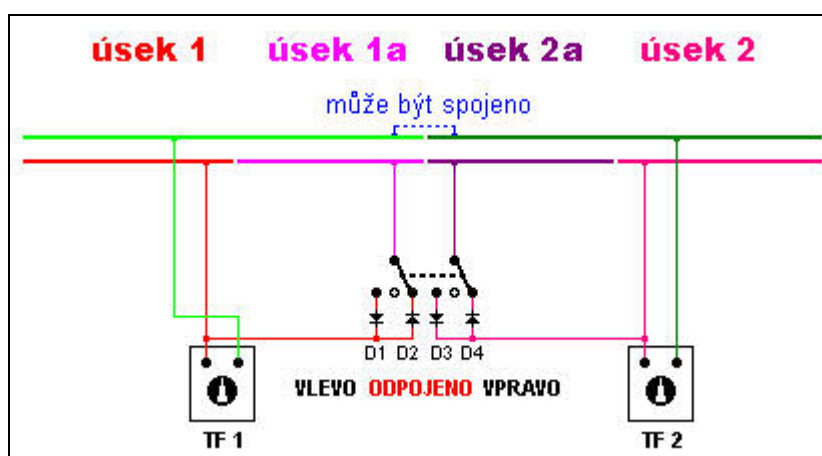 úsek 1 úsek 1a úsek 2a úsek 2
může být spojeno
D1 D2 D3 D4
VLEVO ODPOJENO VPRAVO
TF 1 TF 2